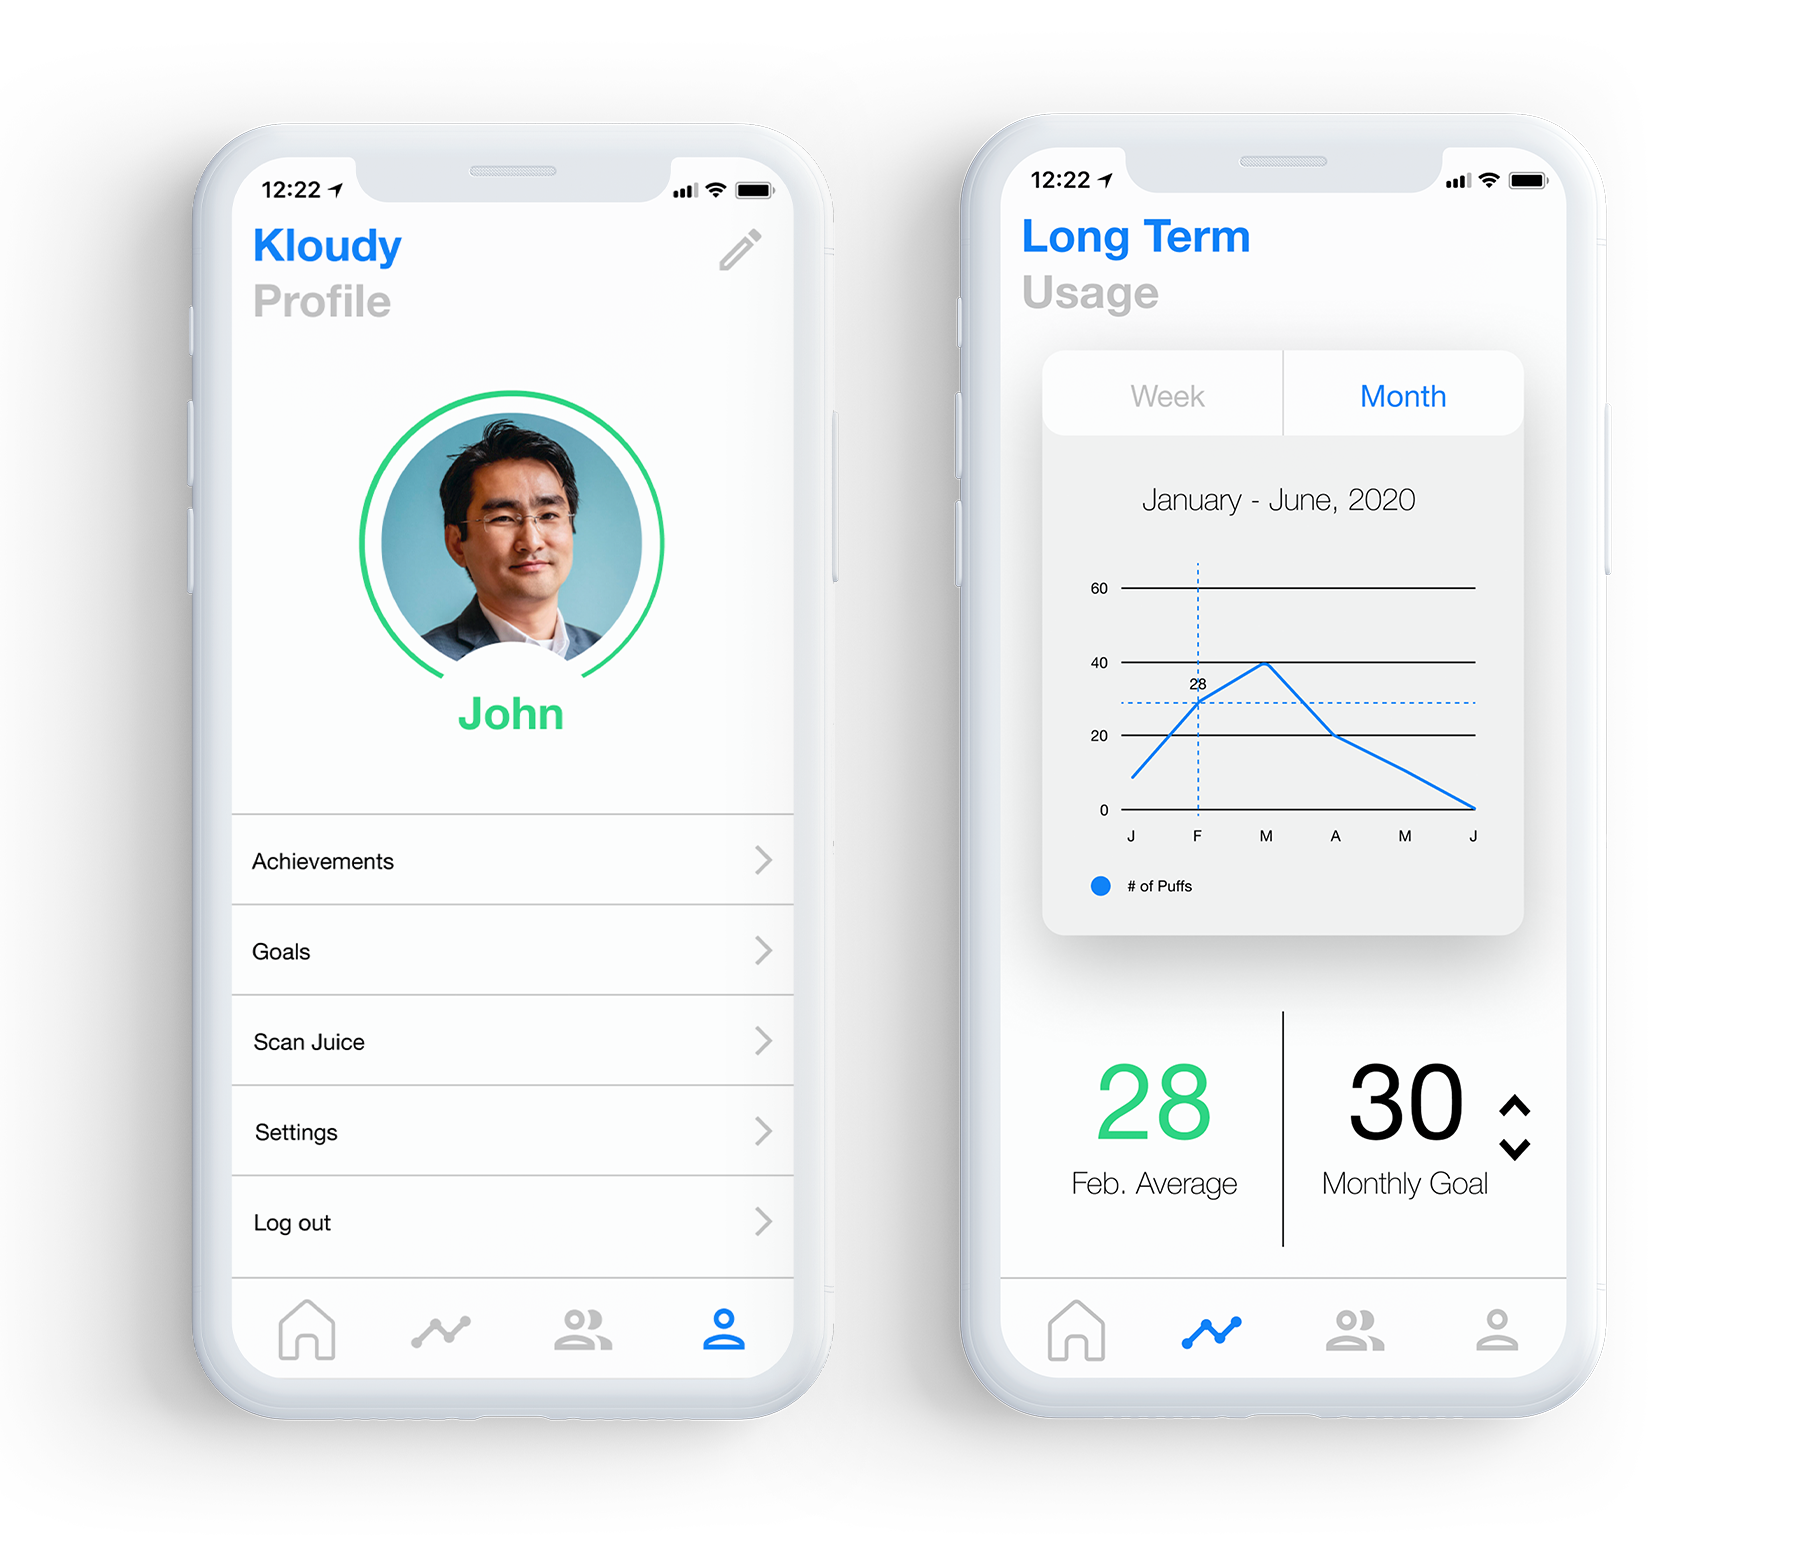 12:22
Kloudy
Profile
John
Achievements
Goals
Scan Juice
Settings
Log out
12:22
Long Term
Usage
Week
Month
January - June, 2020
60
40
28
20
0
J F M A M J
# of Puffs
28
30
Feb. Average
Monthly Goal